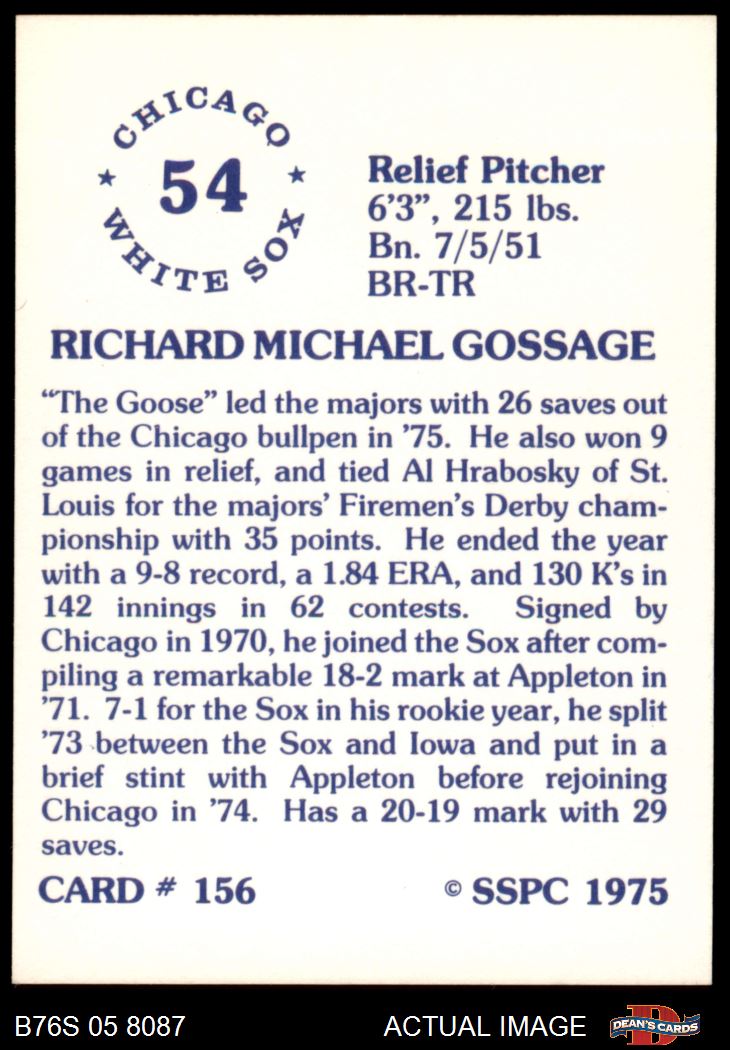 CHICAGO
54
WHITE SOX
Relief Pitcher
6'3", 215 lbs.
Bn. 7/5/51
BR-TR
RICHARD MICHAEL GOSSAGE
“The Goose” led the majors with 26 saves out
of the Chicago bullpen in ’75. He also won 9
games in relief, and tied Al Hrabosky of St.
Louis for the majors’ Firemen’s Derby cham-
pionship with 35 points. He ended the year
with a 9-8 record, a 1.84 ERA, and 130 K’s in
142 innings in 62 contests. Signed by
Chicago in 1970, he joined the Sox after com-
piling a remarkable 18-2 mark at Appleton in
’71. 7-1 for the Sox in his rookie year, he split
’73 between the Sox and Iowa and put in a
brief stint with Appleton before rejoining
Chicago in ’74. Has a 20-19 mark with 29
saves.
CARD # 156 © SSPC 1975
B76S 05 8087 ACTUAL IMAGE DEAN'S CARDS